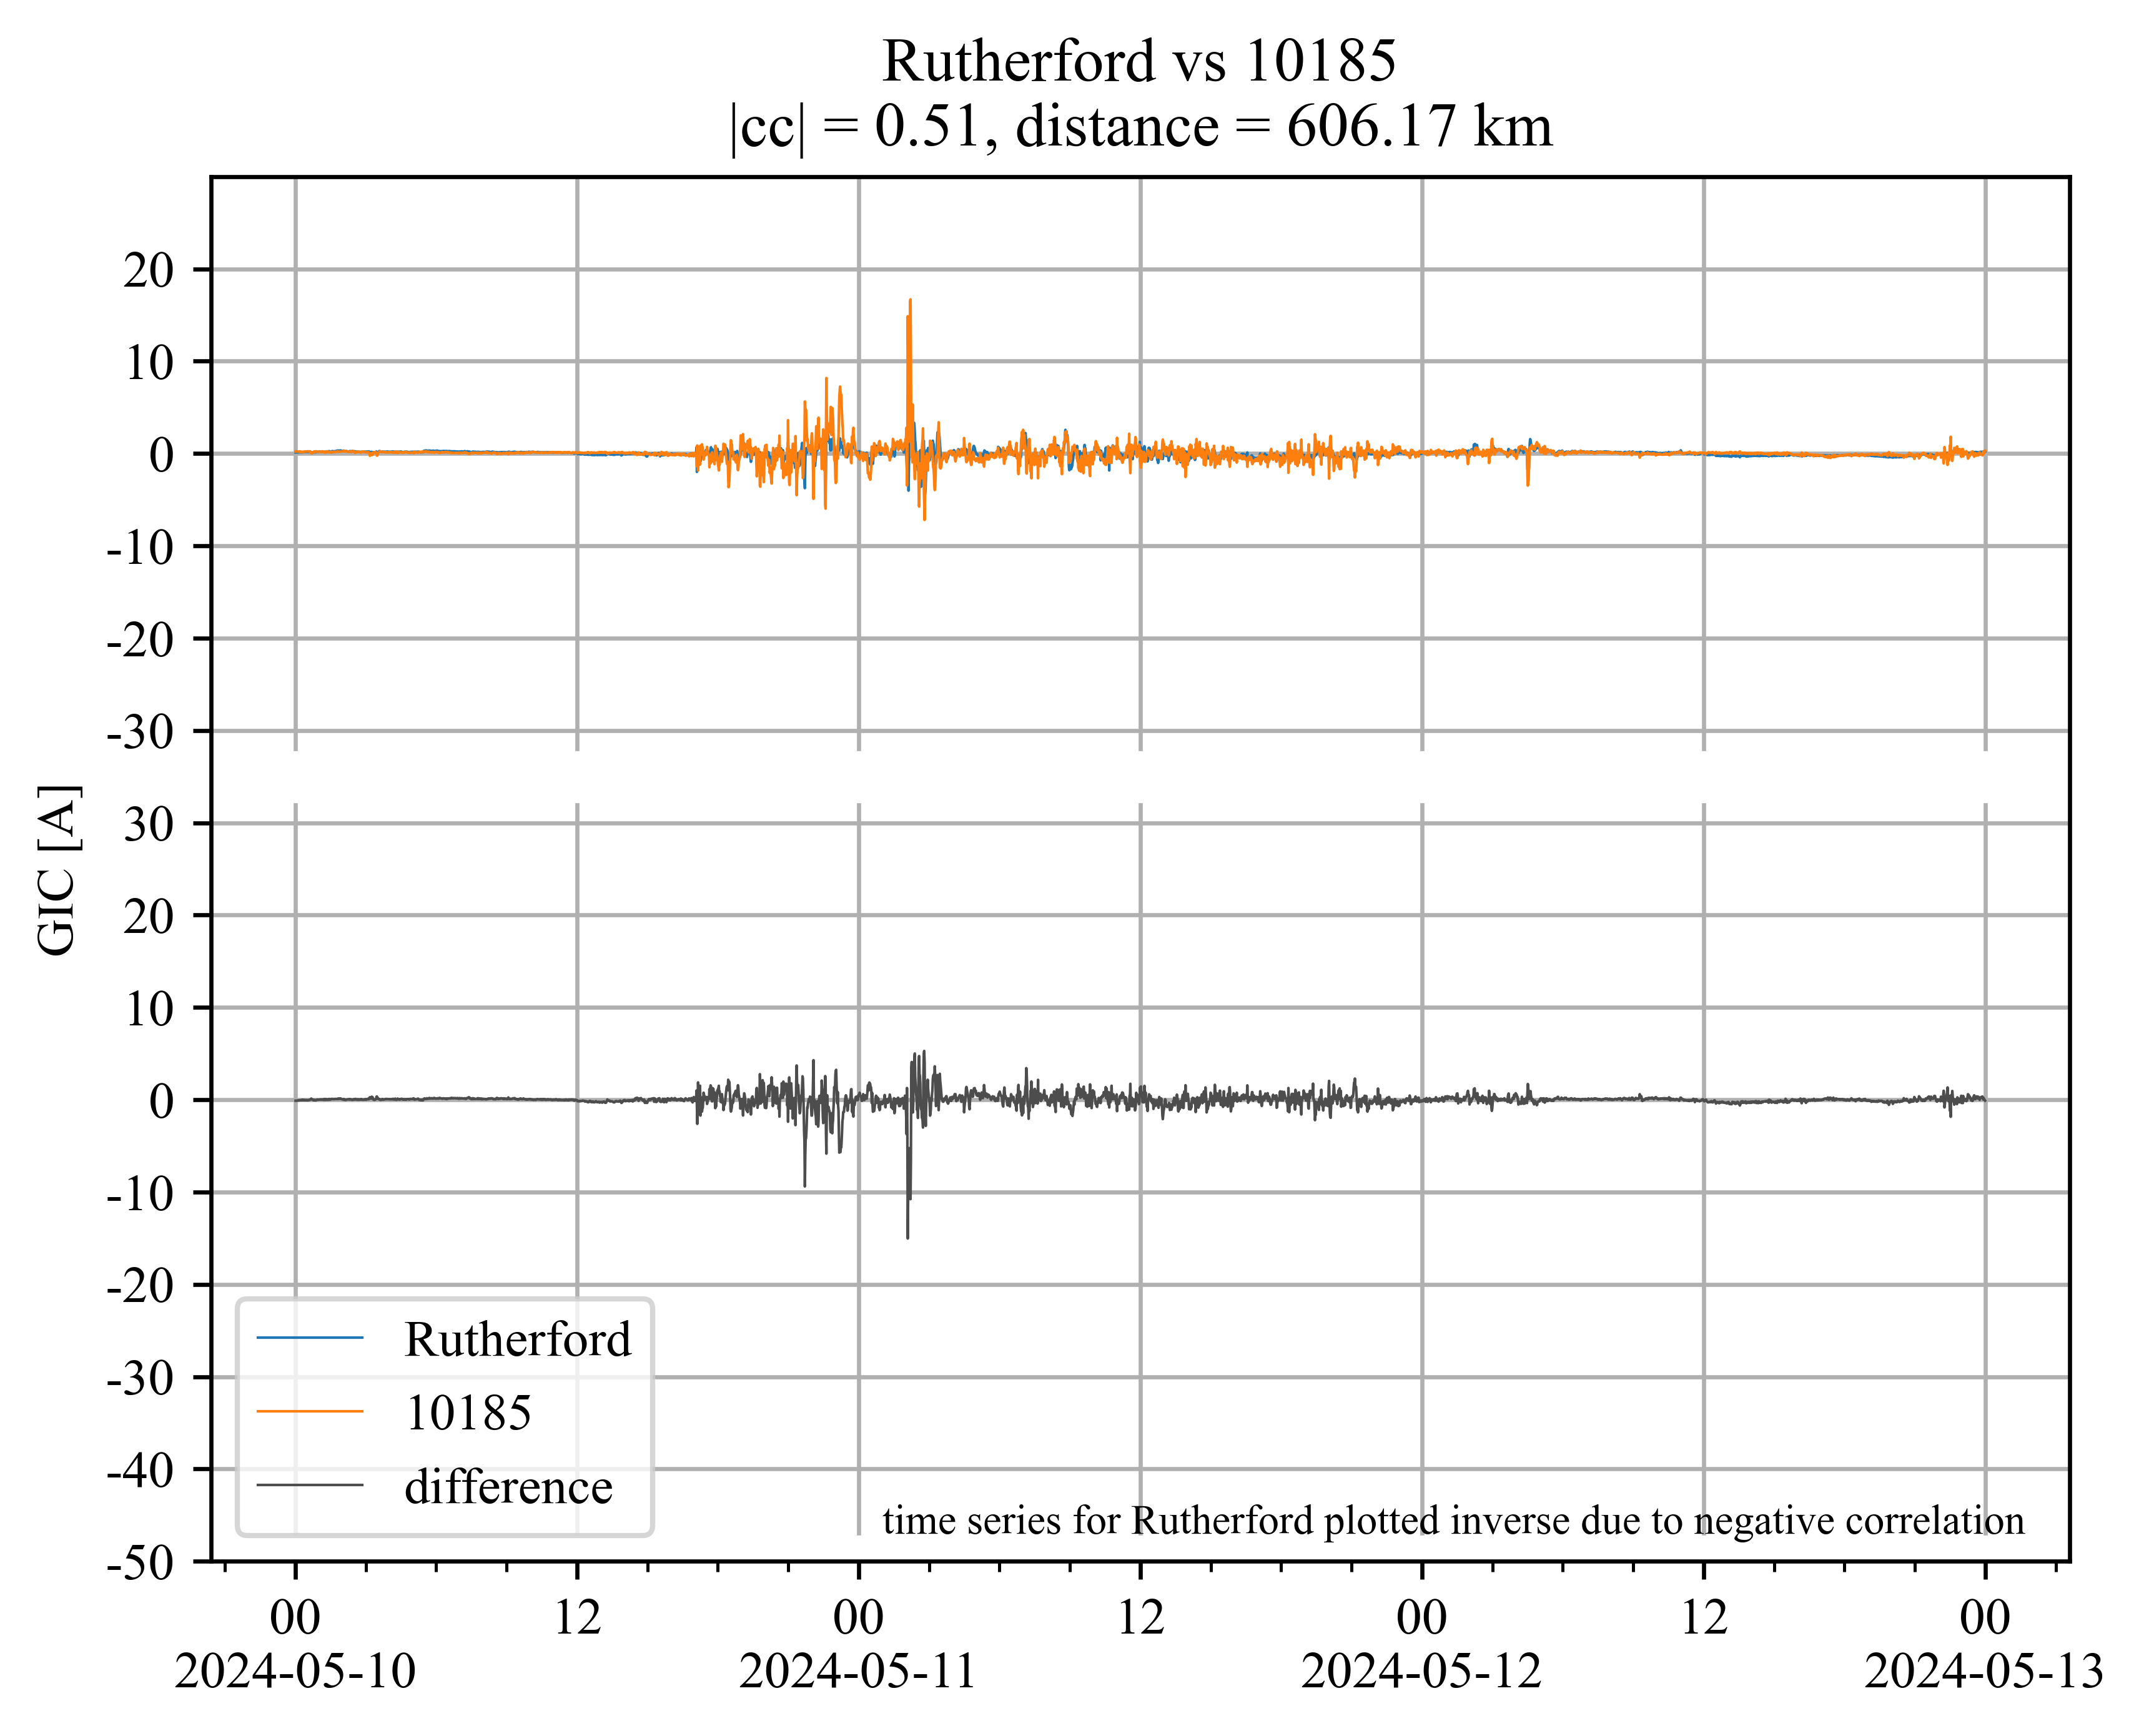 Rutherford vs 10185
|cc| = 0.51, distance = 606.17 km
GIC [A]
20
10
0
-10
-20
-30
30
20
10
0
-10
-20
-30
-40
-50
Rutherford
10185
difference
time series for Rutherford plotted inverse due to negative correlation
00 12 00 12 00 12 00
2024-05-10 2024-05-11 2024-05-12 2024-05-13